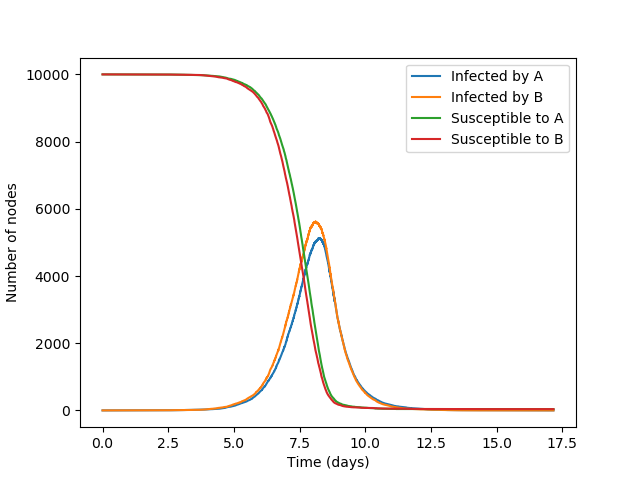 Infected by A
Infected by B
Susceptible to A
Susceptible to B
10000
8000
6000
4000
2000
0
Number of nodes
0.0 2.5 5.0 7.5 10.0 12.5 15.0 17.5
Time (days)